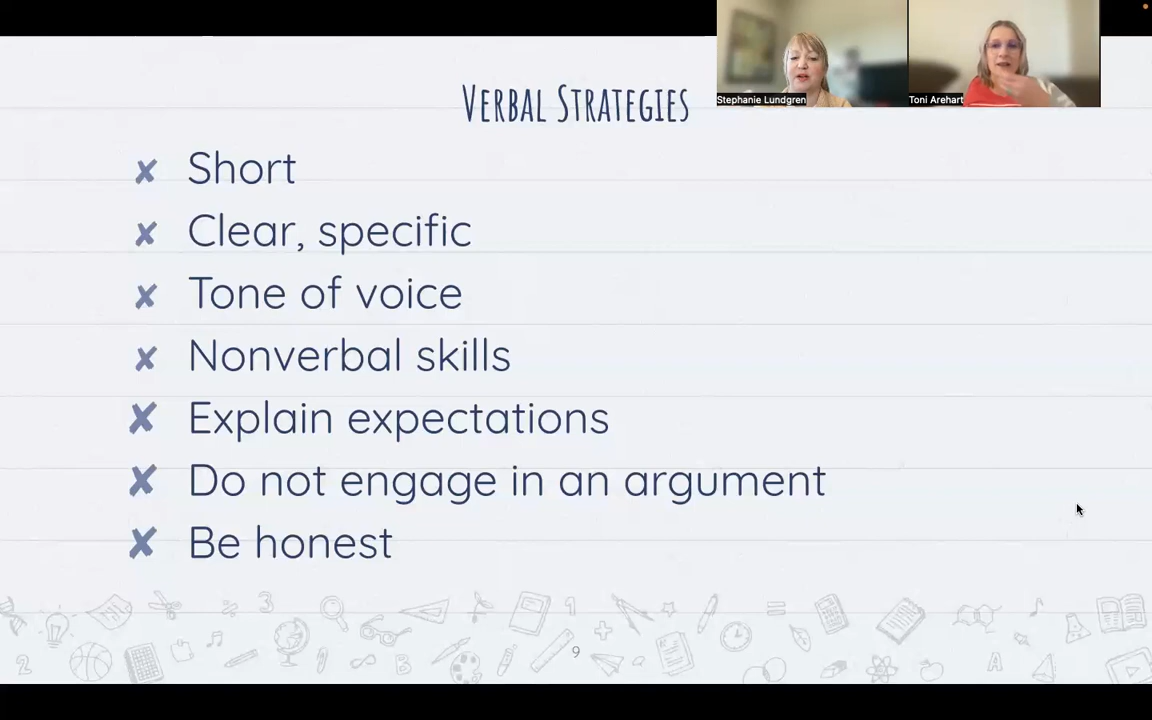 Verbal Strategies
Stephanie Lundgren
Toni Arehart
✘ Short
✘ Clear, specific
✘ Tone of voice
✘ Nonverbal skills
✘ Explain expectations
✘ Do not engage in an argument
✘ Be honest
9